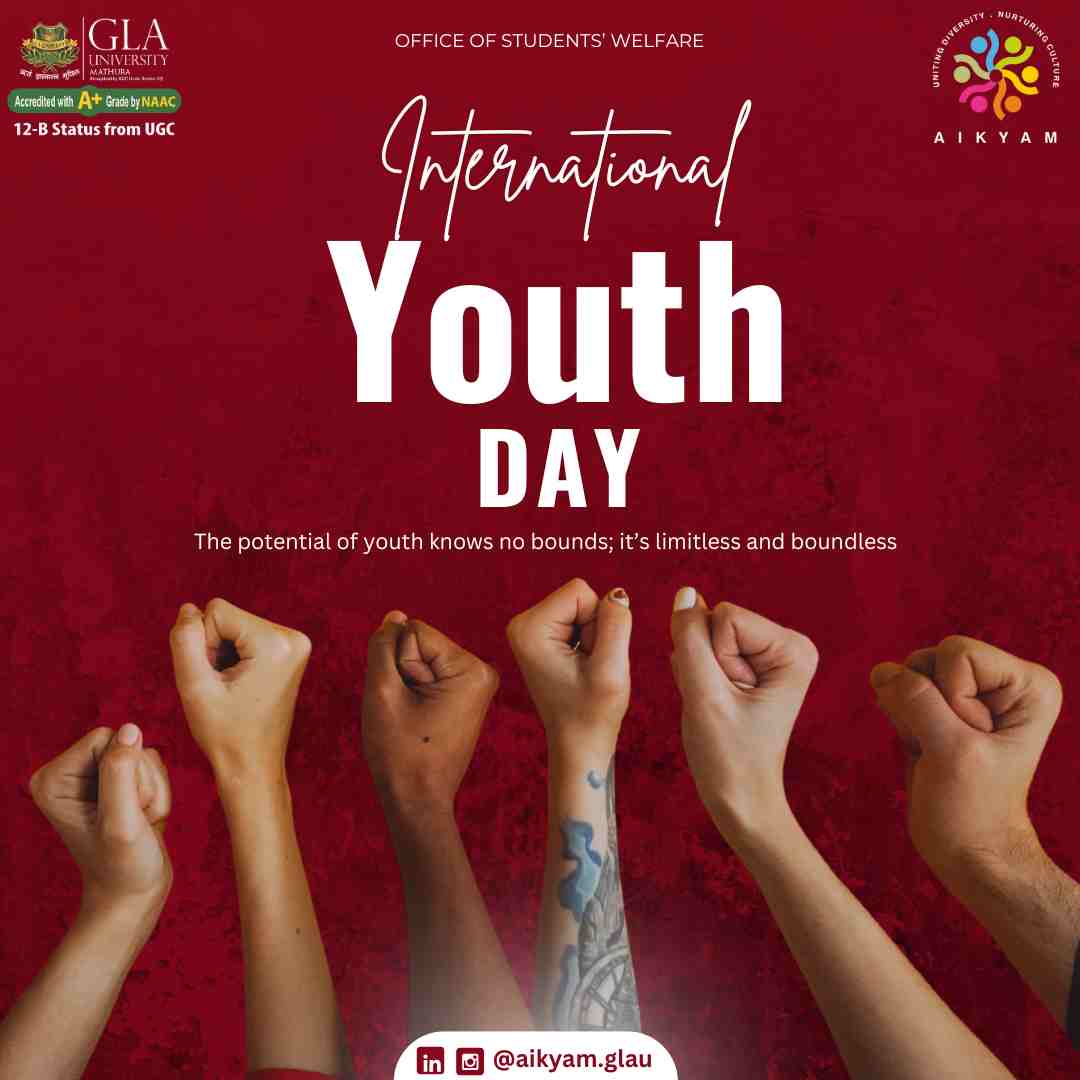 GLA
UNIVERSITY
MATHURA
Accredited with A+ Grade by NAAC
12-B Status from UGC
OFFICE OF STUDENTS' WELFARE
UNITING DIVERSITY . NURTURING CULTURE
AIKYAM
International
Youth
DAY
The potential of youth knows no bounds; it's limitless and boundless
@aikyam.glau